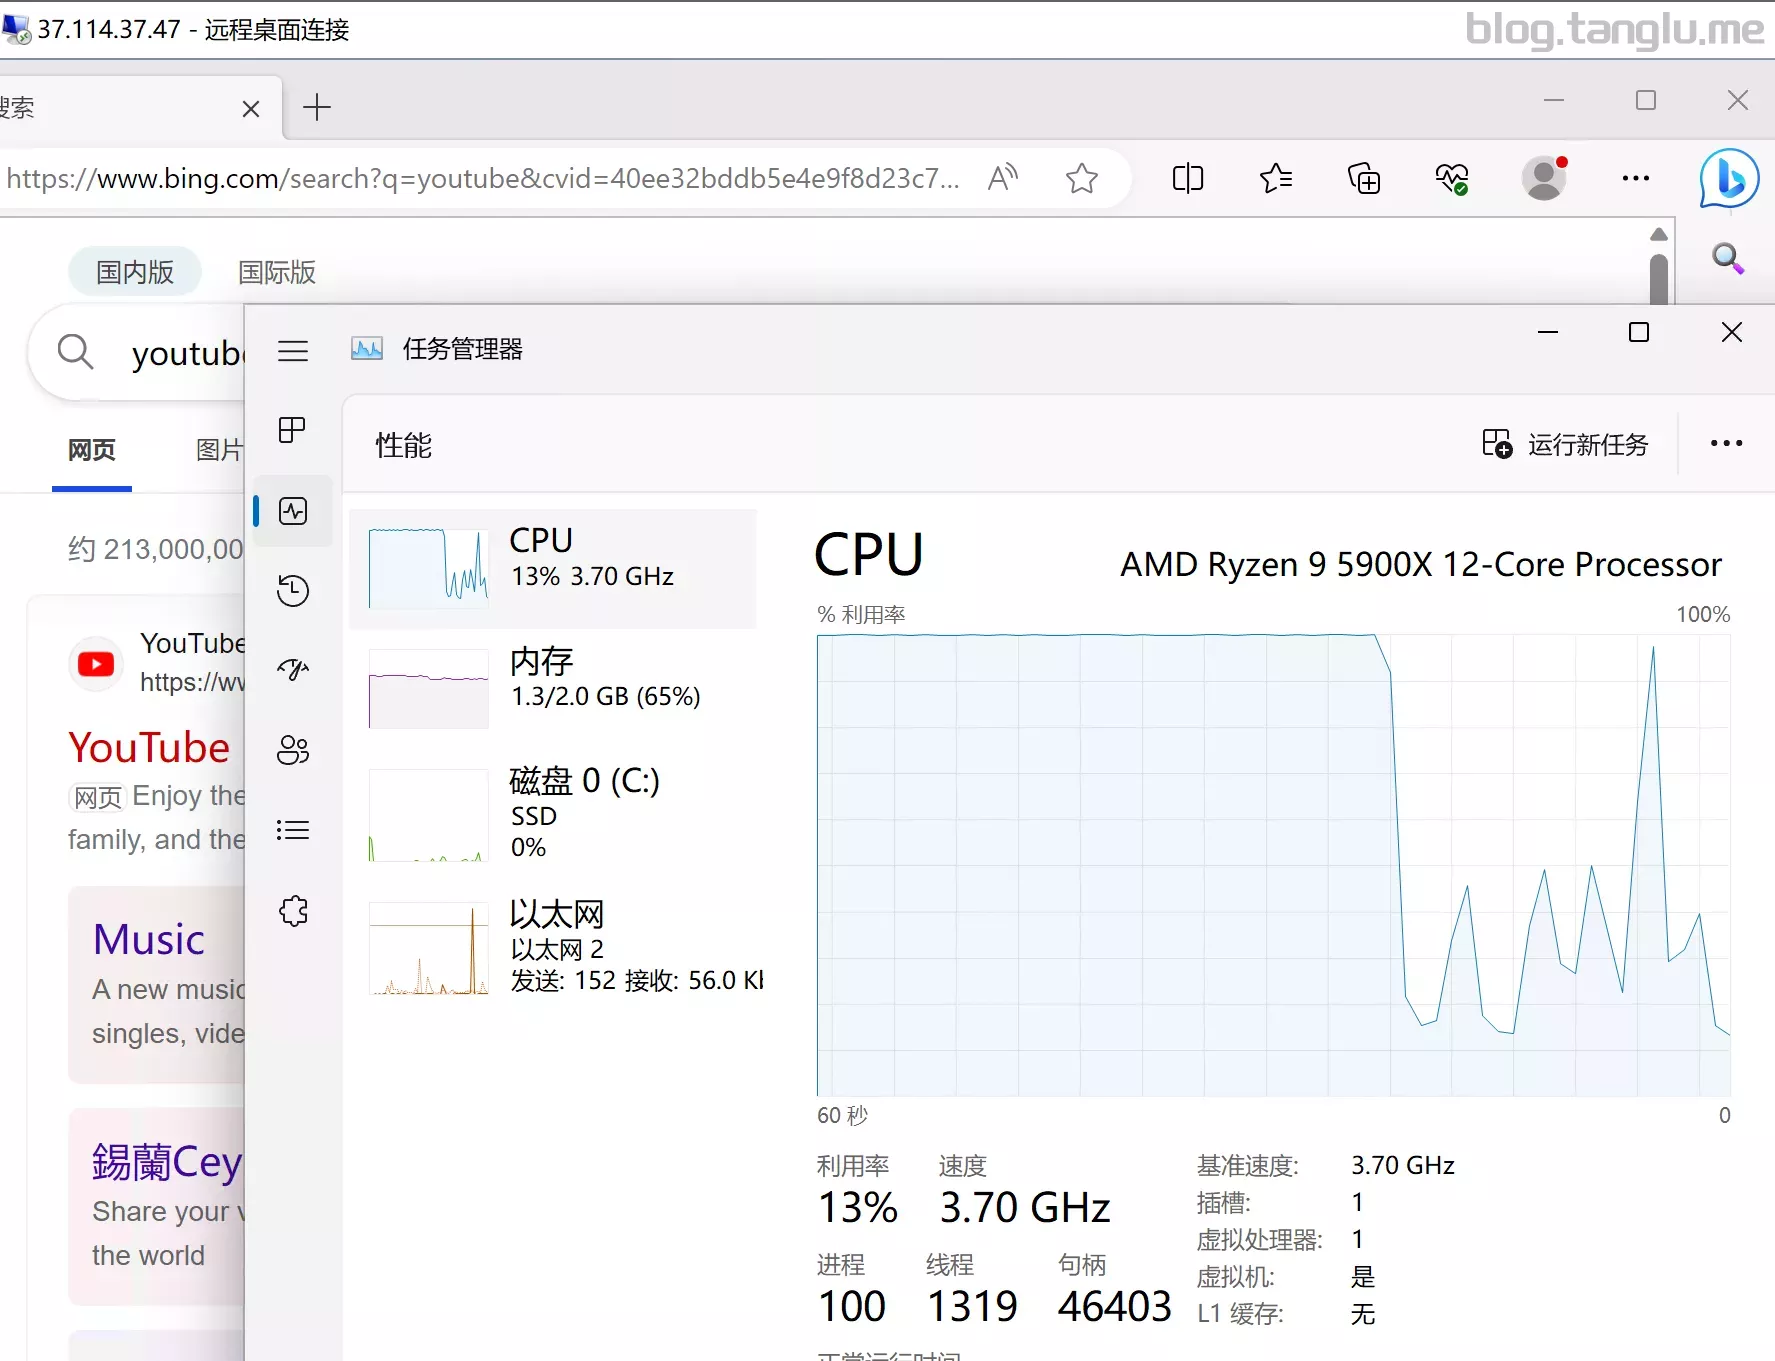 37.114.37.47 - 远程桌面连接
blog.tanglu.me
搜索
https://www.bing.com/search?q=youtube&cvid=40ee32bddb5e4e9f8d23c7...
国内版 国际版
youtube
任务管理器
网页 图片
性能
运行新任务
约 213,000,00
YouTube
https://w
YouTube
网页 Enjoy the
family, and the
Music
A new music
singles, vide
錫蘭Cey
Share your v
the world
CPU
13% 3.70 GHz
内存
1.3/2.0 GB (65%)
磁盘 0 (C:)
SSD
0%
以太网
以太网 2
发送: 152 接收: 56.0 Kb
CPU
AMD Ryzen 9 5900X 12-Core Processor
% 利用率
100%
60 秒
0
利用率 速度
13% 3.70 GHz
进程 线程 句柄
100 1319 46403
基准速度: 3.70 GHz
插槽: 1
虚拟处理器: 1
虚拟机: 是
L1 缓存: 无
正常运行时间